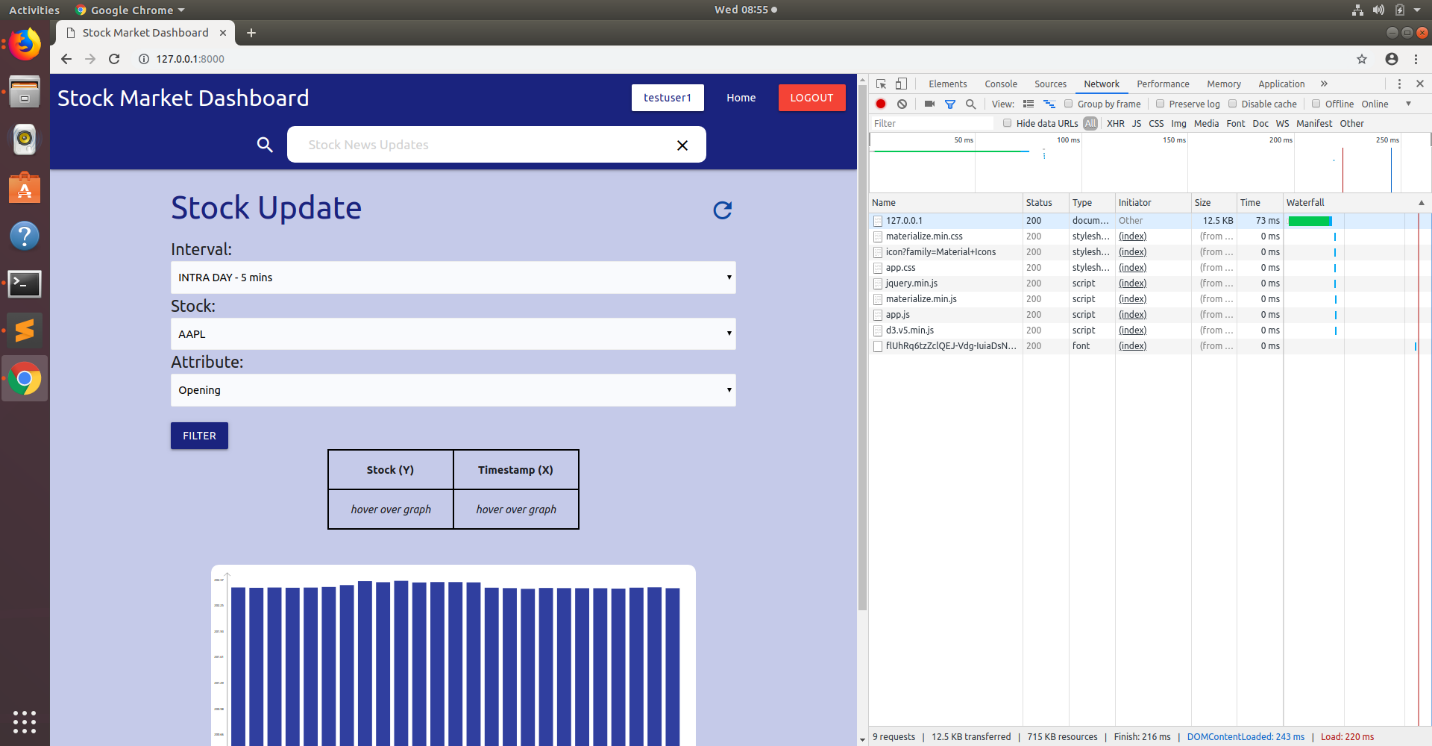 Activities Google Chrome Wed 08:55
Stock Market Dashboard
127.0.0.1:8000
Stock Market Dashboard testuser1 Home LOGOUT
Stock News Updates
Stock Update
Interval:
INTRA DAY - 5 mins
Stock:
AAPL
Attribute:
Opening
FILTER
Stock (Y) Timestamp (X)
hover over graph hover over graph
Elements Console Sources Network Performance Memory Application »
View: Group by frame Preserve log Disable cache Offline Online
Filter Hide data URLs All XHR JS CSS Img Media Font Doc WS Manifest Other
50 ms 100 ms 150 ms 200 ms 250 ms
Name Status Type Initiator Size Time Waterfall
127.0.0.1 200 docum... Other 12.5 KB 73 ms
materialize.min.css 200 stylesh... (index) (from ... 0 ms
icon?family=Material+Icons 200 stylesh... (index) (from ... 0 ms
app.css 200 stylesh... (index) (from ... 0 ms
jquery.min.js 200 script (index) (from ... 0 ms
materialize.min.js 200 script (index) (from ... 0 ms
app.js 200 script (index) (from ... 0 ms
d3.v5.min.js 200 script (index) (from ... 0 ms
200 font (index) (from ... 0 ms
9 requests | 12.5 KB transferred | 715 KB resources | Finish: 216 ms | DOMContentLoaded: 243 ms | Load: 220 ms